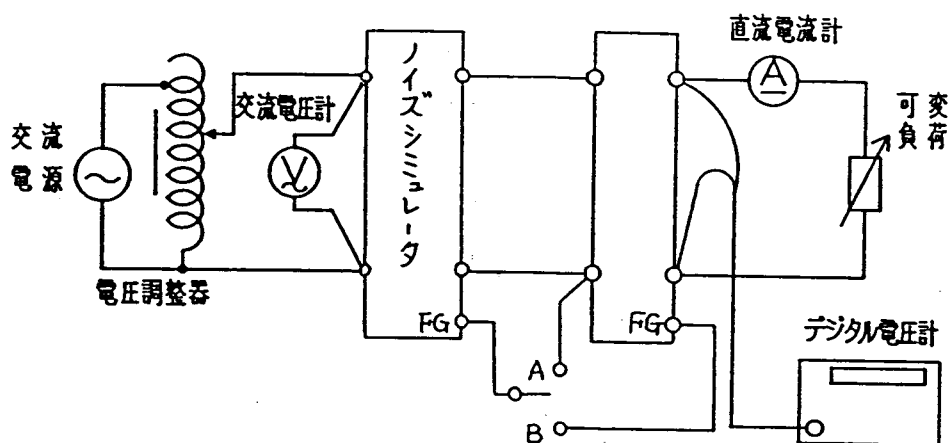 交流
電源
電圧調整器
交流電圧計
V
ノイズシミュレータ
FG
A
B
FG
直流電流計
A
可変
負荷
デジタル電圧計